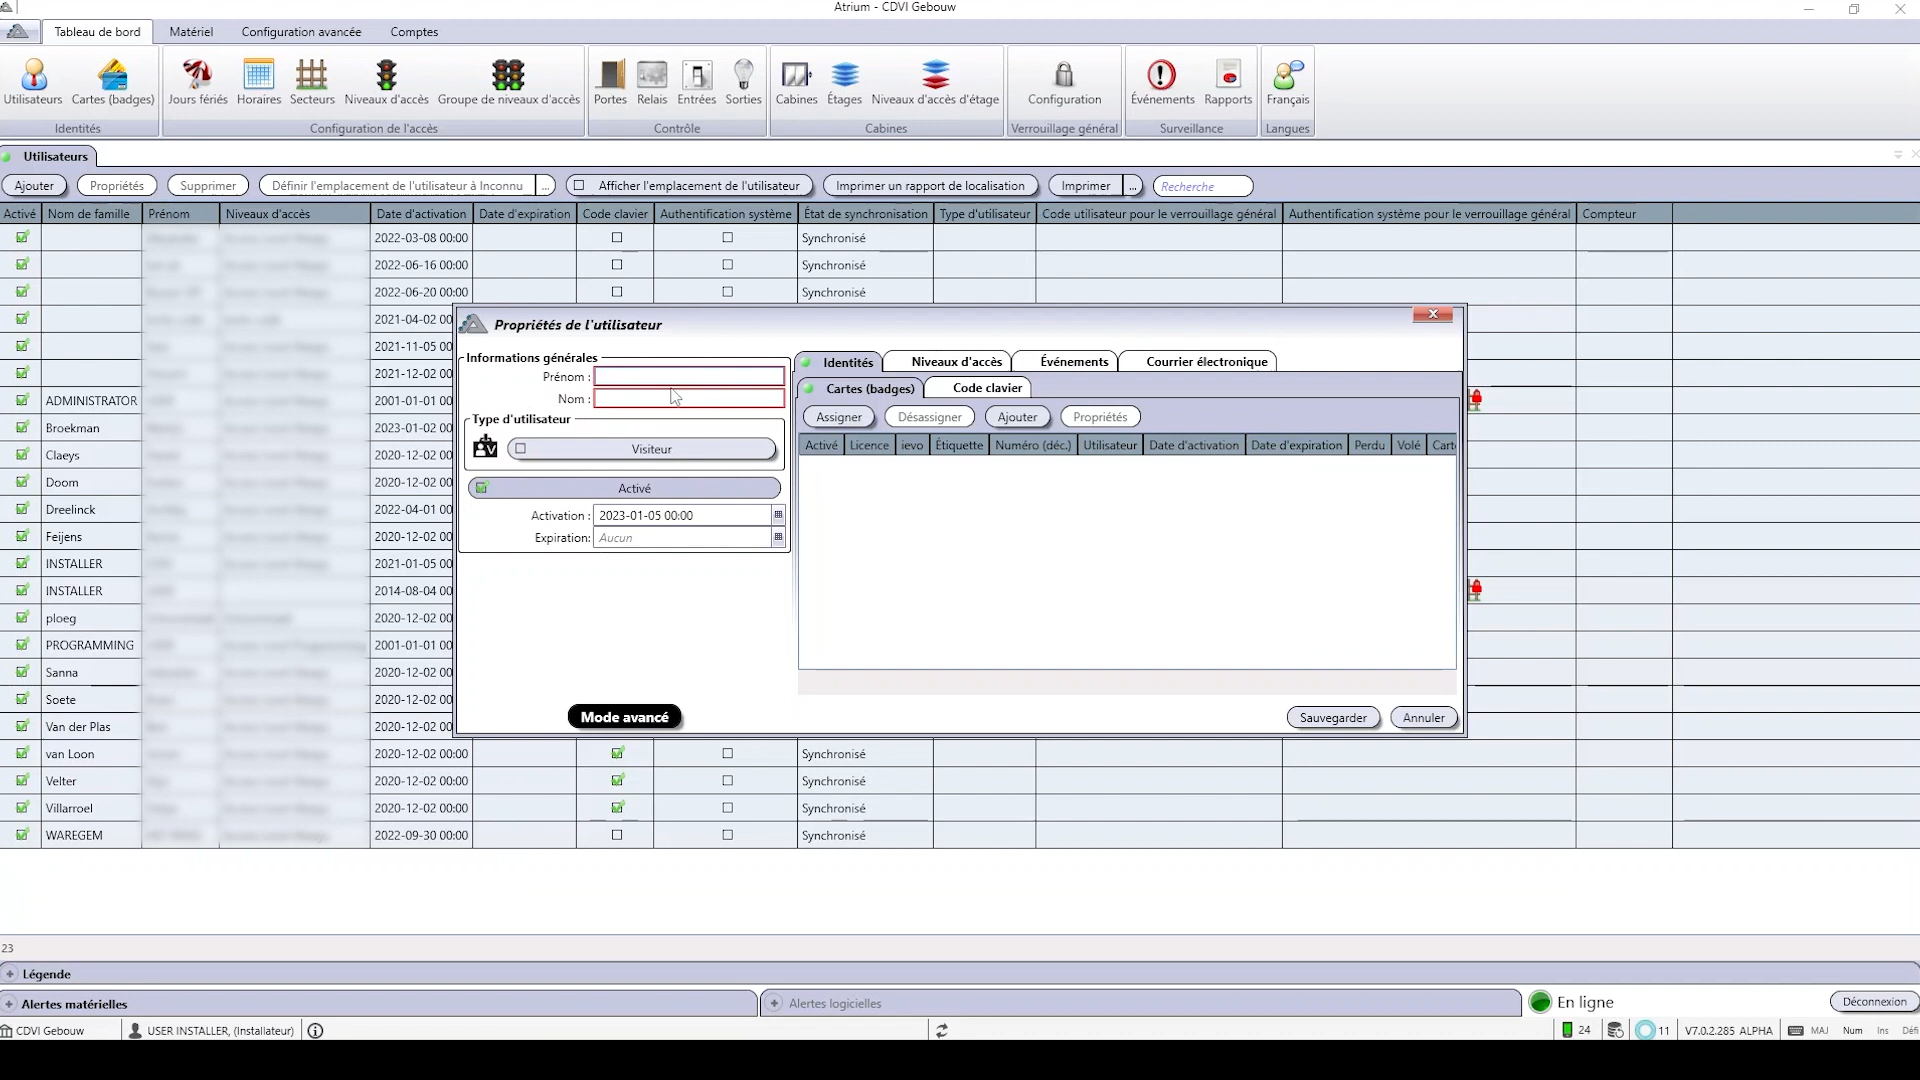 Atrium - CDVI Gebouw
Tableau de bord Matériel Configuration avancée Comptes
Utilisateurs Cartes (badges) Jours fériés Horaires Secteurs Niveaux d'accès Groupe de niveaux d'accès Portes Relais Entrées Sorties Cabines Étages Niveaux d'accès d'étage Configuration Événements Rapports Français
Identités Configuration de l'accès Contrôle Cabines Verrouillage général Surveillance Langues
Utilisateurs
Ajouter Propriétés Supprimer Définir l'emplacement de l'utilisateur à Inconnu ... Afficher l'emplacement de l'utilisateur Imprimer un rapport de localisation Imprimer ... Recherche
Activé Nom de famille Prénom Niveaux d'accès Date d'activation Date d'expiration Code clavier Authentification système État de synchronisation Type d'utilisateur Code utilisateur pour le verrouillage général Authentification système pour le verrouillage général Compteur
2022-03-08 00:00 Synchronisé
2022-06-16 00:00 Synchronisé
2022-06-20 00:00 Synchronisé
2021-04-02 00
2021-11-05 00
2021-12-02 00
ADMINISTRATOR 2001-01-01 00
Broekman 2023-01-02 00
Claeys 2020-12-02 00
Doom 2020-12-02 00
Dreelinck 2022-04-01 00
Feijens 2020-12-02 00
INSTALLER 2021-01-05 00
INSTALLER 2014-08-04 00
ploeg 2020-12-02 00
PROGRAMMING 2001-01-01 00
Sanna 2020-12-02 00
Soete 2020-12-02 00
Van der Plas 2020-12-02 00
van Loon 2020-12-02 00:00 Synchronisé
Velter 2020-12-02 00:00 Synchronisé
Villarroel 2020-12-02 00:00 Synchronisé
WAREGEM 2022-09-30 00:00 Synchronisé
Propriétés de l'utilisateur
Informations générales
Prénom :
Nom :
Type d'utilisateur
Visiteur
Activé
Activation : 2023-01-05 00:00
Expiration: Aucun
Mode avancé
Identités Niveaux d'accès Événements Courrier électronique
Cartes (badges) Code clavier
Assigner Désassigner Ajouter Propriétés
Activé Licence ievo Étiquette Numéro (déc.) Utilisateur Date d'activation Date d'expiration Perdu Volé Cart
Sauvegarder Annuler
23
Légende
Alertes matérielles Alertes logicielles En ligne Déconnexion
CDVI Gebouw USER INSTALLER, (Installateur) 24 11 V7.0.2.285 ALPHA MAJ Num Ins Défi